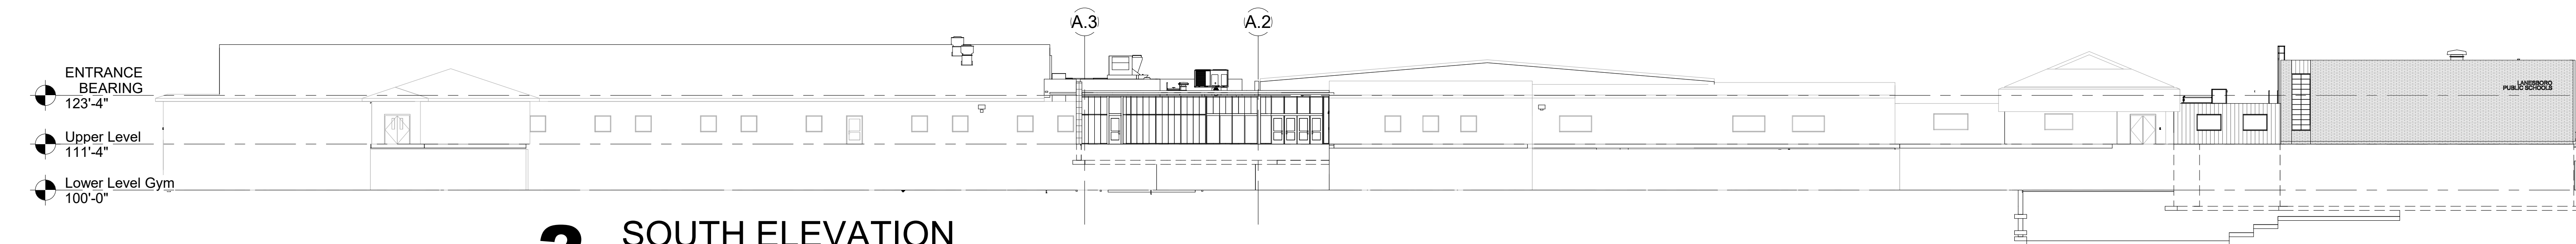 A.3
A.2
ENTRANCE
BEARING
123'-4"
Upper Level
111'-4"
Lower Level Gym
100'-0"
LANESBORO
PUBLIC SCHOOLS
SOUTH ELEVATION